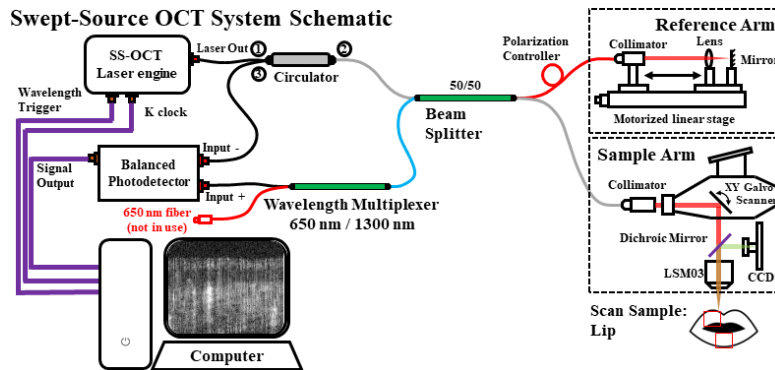 Swept-Source OCT System Schematic
SS-OCT
Laser engine
Laser Out
1
2
3
Circulator
Wavelength
Trigger
K clock
Signal
Output
Balanced
Photodetector
Input -
Input +
650 nm fiber
(not in use)
Wavelength Multiplexer
650 nm / 1300 nm
50/50
Beam
Splitter
Polarization
Controller
Reference Arm
Collimator
Lens
Mirror
Motorized linear stage
Sample Arm
Collimator
XY Galvo
Scanner
Dichroic Mirror
LSM03
CCD
Scan Sample:
Lip
Computer